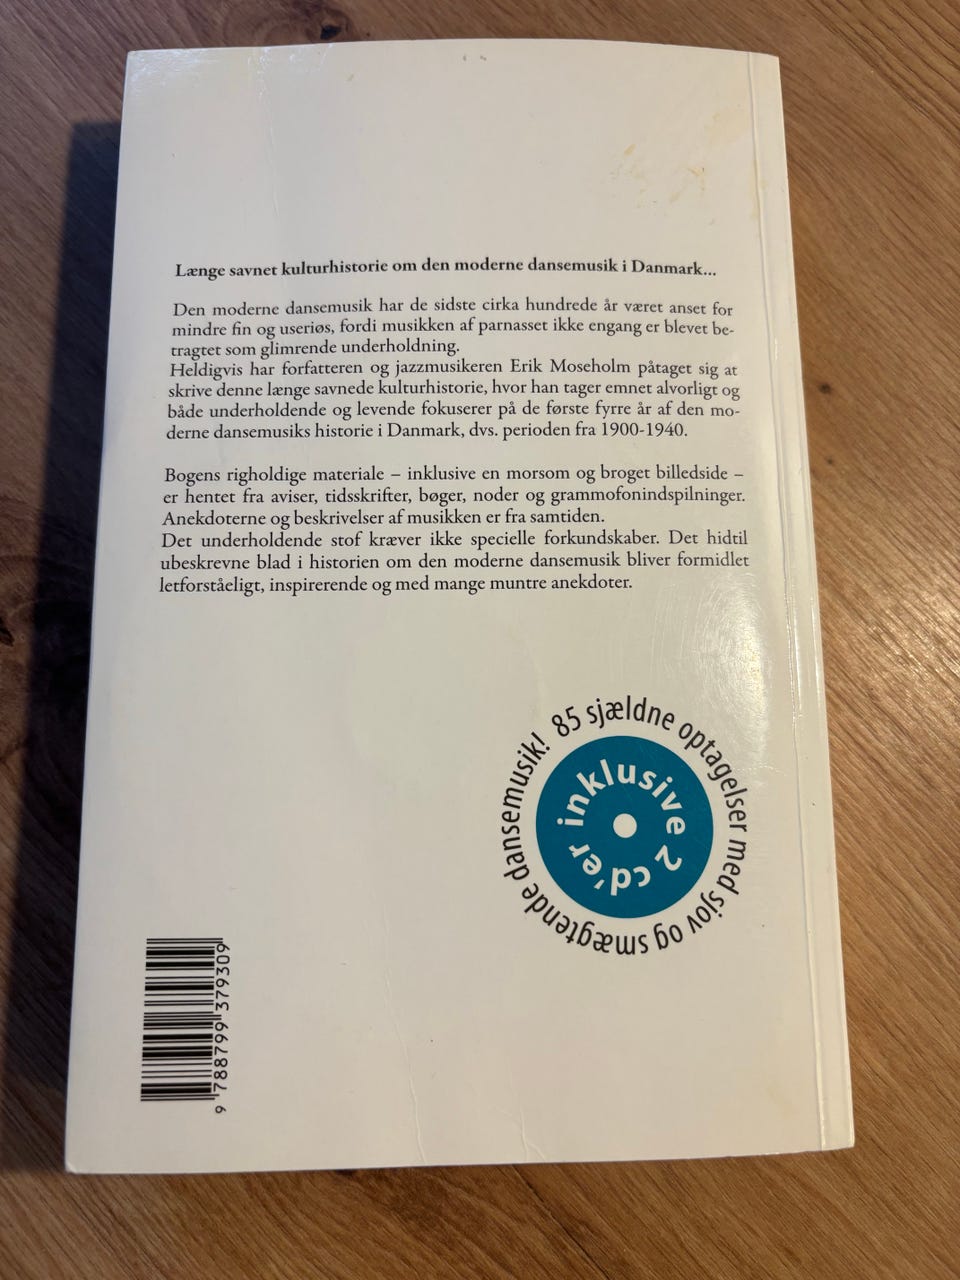 Længe savnet kulturhistorie om den moderne dansemusik i Danmark...
Den moderne dansemusik har de sidste cirka hundrede år været anset for
mindre fin og useriøs, fordi musikken af parnasset ikke engang er blevet be-
tragtet som glimrende underholdning.
Heldigvis har forfatteren og jazzmusikeren Erik Moseholm påtaget sig at
skrive denne længe savnede kulturhistorie, hvor han tager emnet alvorligt og
både underholdende og levende fokuserer på de første fyrre år af den mo-
derne dansemusiks historie i Danmark, dvs. perioden fra 1900-1940.
Bogens righoldige materiale – inklusive en morsom og broget billedside –
er hentet fra aviser, tidsskrifter, bøger, noder og grammofonindspilninger.
Anekdoterne og beskrivelser af musikken er fra samtiden.
Det underholdende stof kræver ikke specielle forkundskaber. Det hidtil
ubeskrevne blad i historien om den moderne dansemusik bliver formidlet
letforståeligt, inspirerende og med mange muntre anekdoter.
85 sjældne optagelser med sjov og smægtende dansemusik!
inklusive 2 cd'er
9 788799 379309